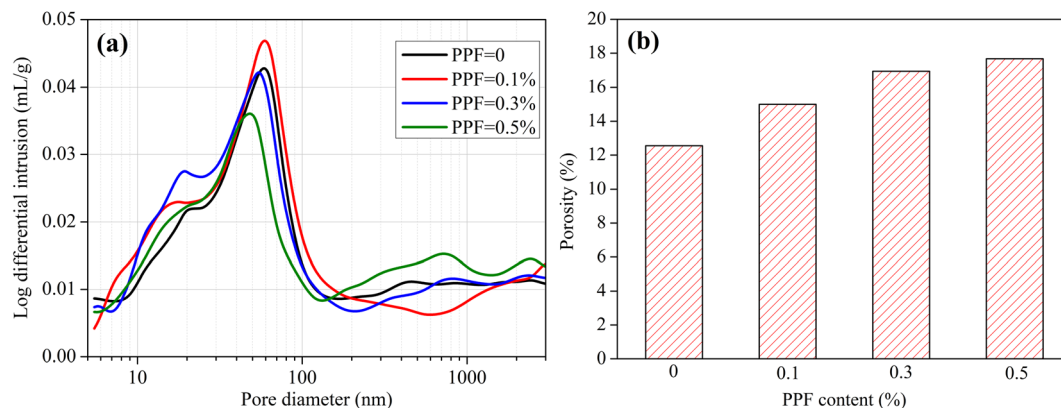 (a)
Log differential intrusion (mL/g)
0.05
0.04
0.03
0.02
0.01
0.00
10
100
1000
Pore diameter (nm)
PPF=0
PPF=0.1%
PPF=0.3%
PPF=0.5%
(b)
Porosity (%)
20
18
16
14
12
10
8
6
4
2
0
0
0.1
0.3
0.5
PPF content (%)